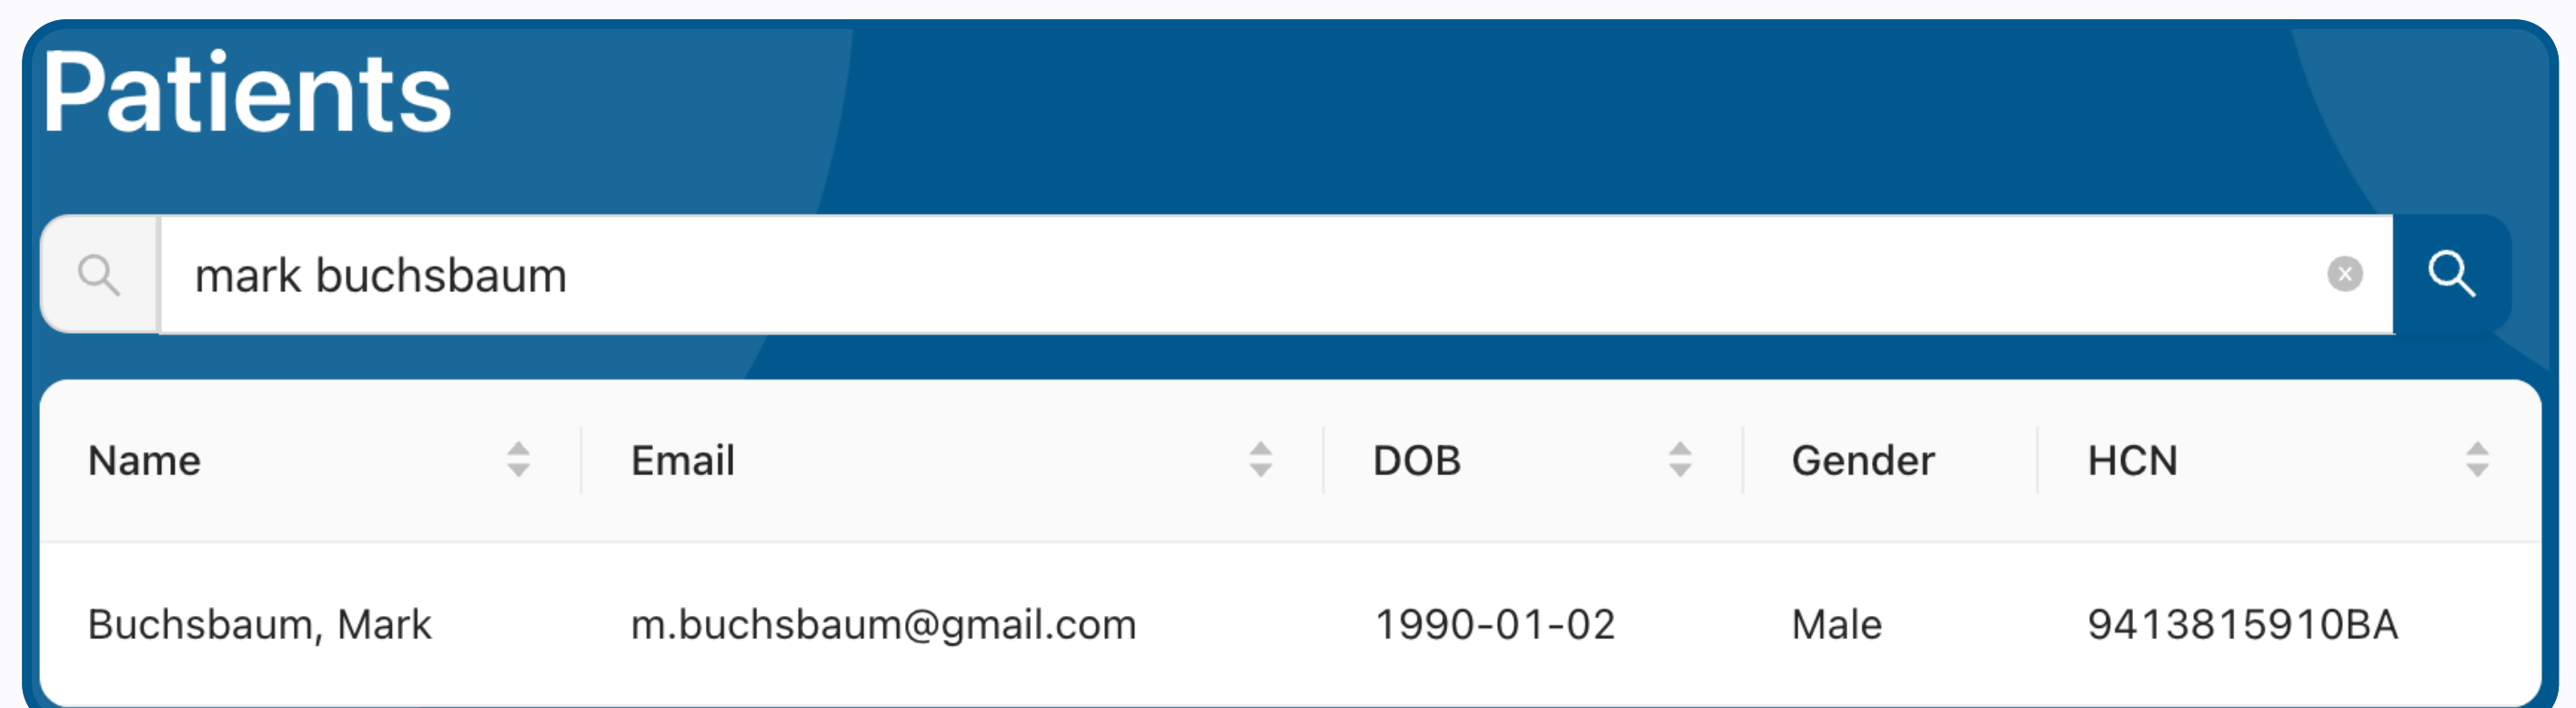 Patients
mark buchsbaum
Name Email DOB Gender HCN
Buchsbaum, Mark m.buchsbaum@gmail.com 1990-01-02 Male 9413815910BA